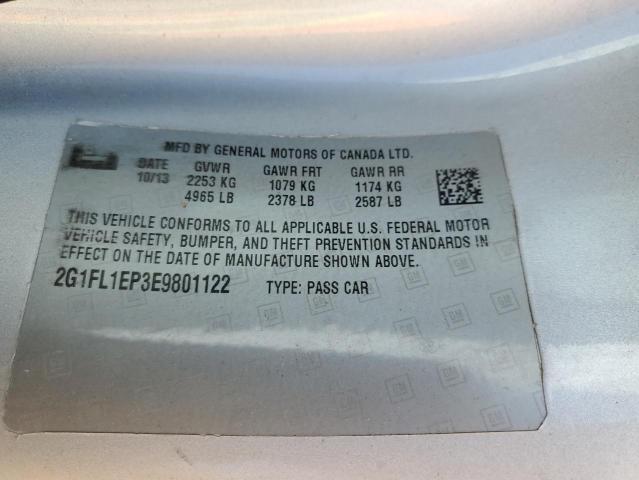 MFD BY GENERAL MOTORS OF CANADA LTD.
DATE GVWR GAWR FRT GAWR RR
10/13 2253 KG 1079 KG 1174 KG
4965 LB 2378 LB 2587 LB
THIS VEHICLE CONFORMS TO ALL APPLICABLE U.S. FEDERAL MOTOR
VEHICLE SAFETY, BUMPER, AND THEFT PREVENTION STANDARDS IN
EFFECT ON THE DATE OF MANUFACTURE SHOWN ABOVE.
2G1FL1EP3E9801122 TYPE: PASS CAR